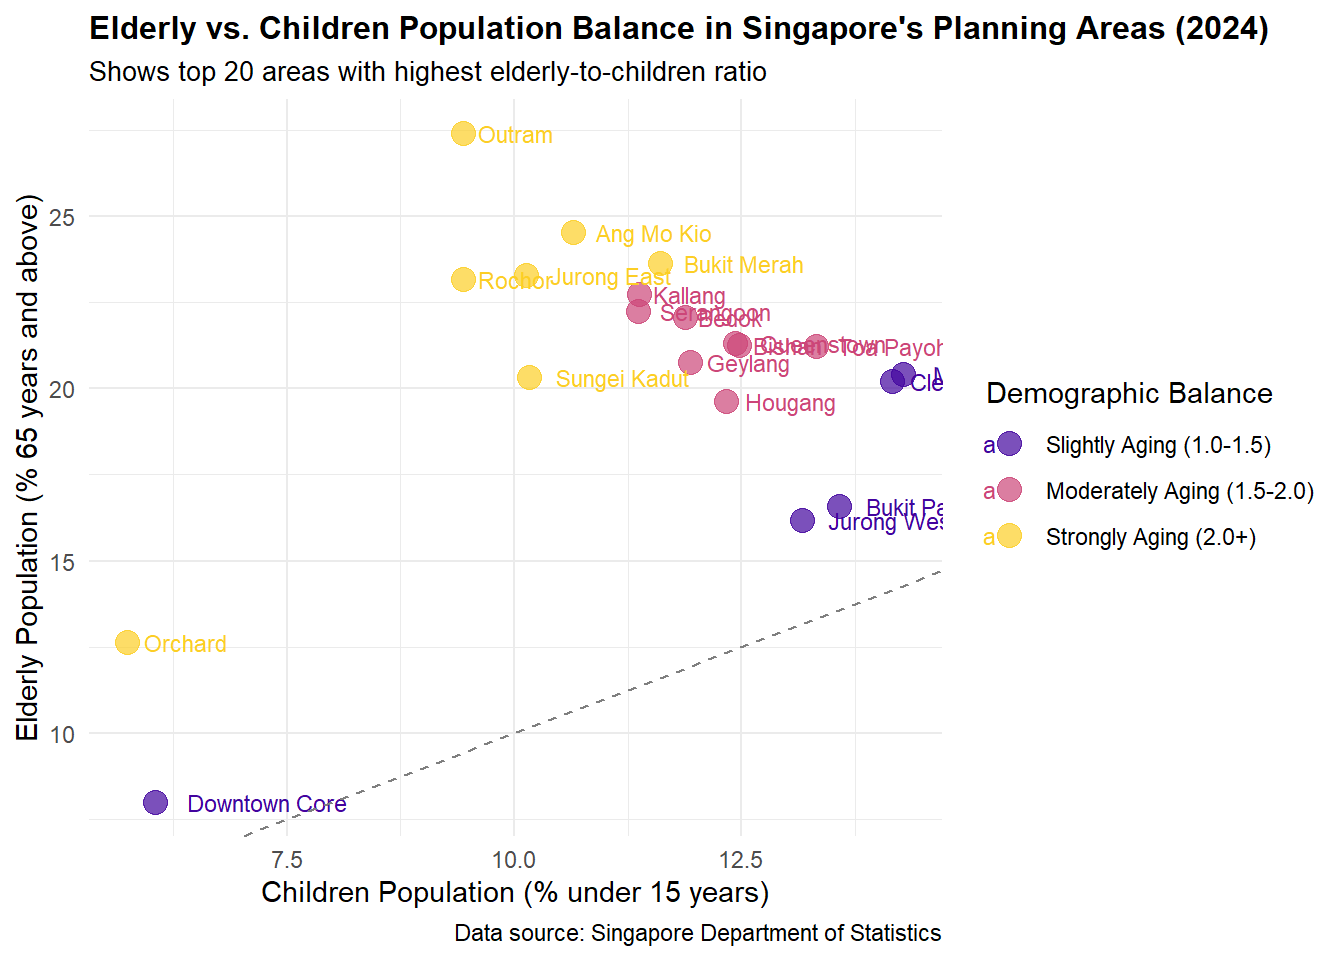 Elderly vs. Children Population Balance in Singapore's Planning Areas (2024)
Shows top 20 areas with highest elderly-to-children ratio
Elderly Population (% 65 years and above)
25
20
15
10
Outram
Ang Mo Kio
Bukit Merah
Rochor
Jurong East
Kallang
Serangoon
Bedok
Queenstown
Bishan
Toa Payoh
Geylang
Sungei Kadut
M
Cle
Hougang
Bukit Pa
Jurong Wes
Orchard
Downtown Core
7.5
10.0
12.5
Children Population (% under 15 years)
Demographic Balance
a Slightly Aging (1.0-1.5)
a Moderately Aging (1.5-2.0)
a Strongly Aging (2.0+)
Data source: Singapore Department of Statistics